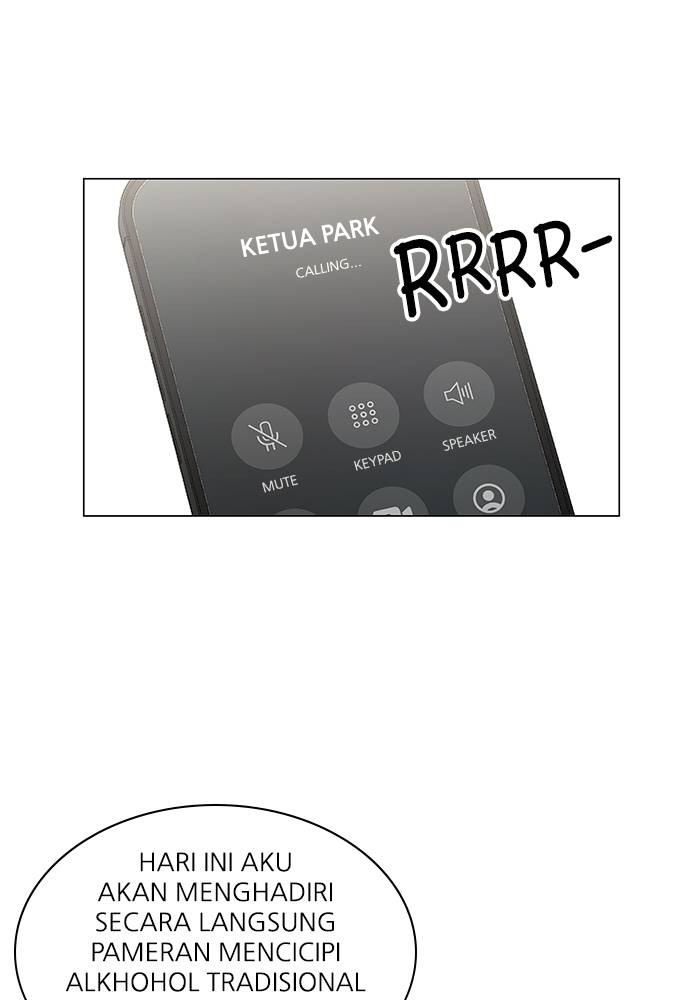 KETUA PARK
CALLING...
RRRR-
MUTE
KEYPAD
SPEAKER
HARI INI AKU
AKAN MENGHADIRI
SECARA LANGSUNG
PAMERAN MENCICIPI
ALKHOHOL TRADISIONAL